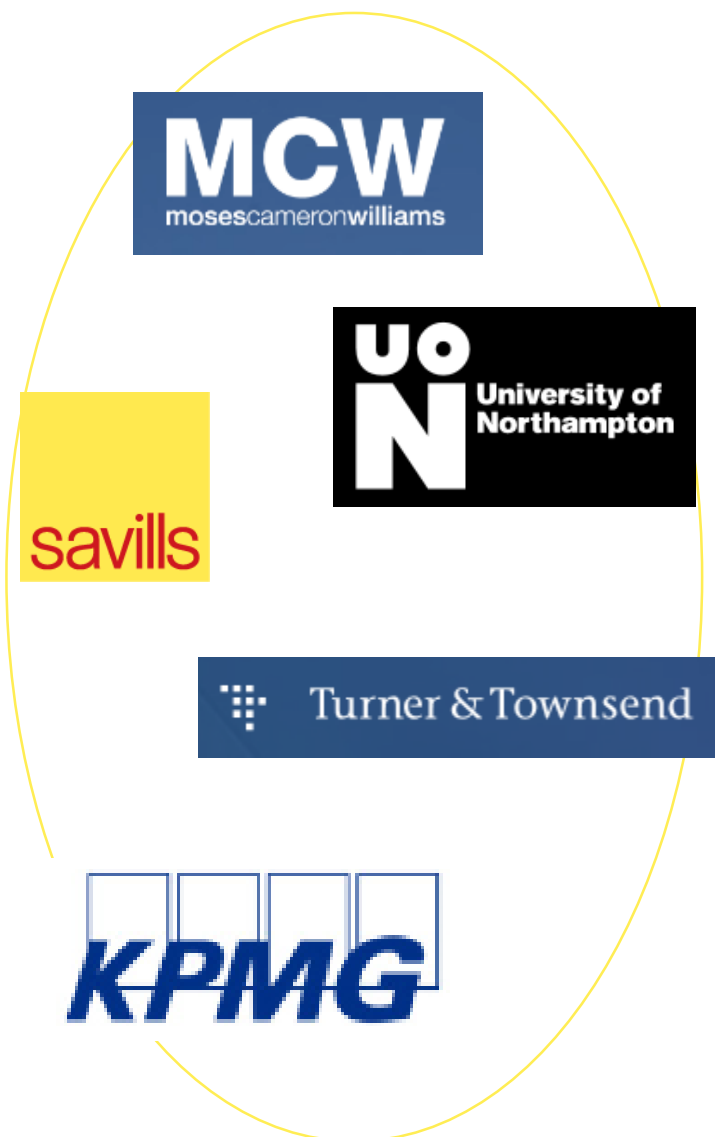 MCW
mosescameronwilliams
UO
N
University of
Northampton
savills
Turner & Townsend
KPMG